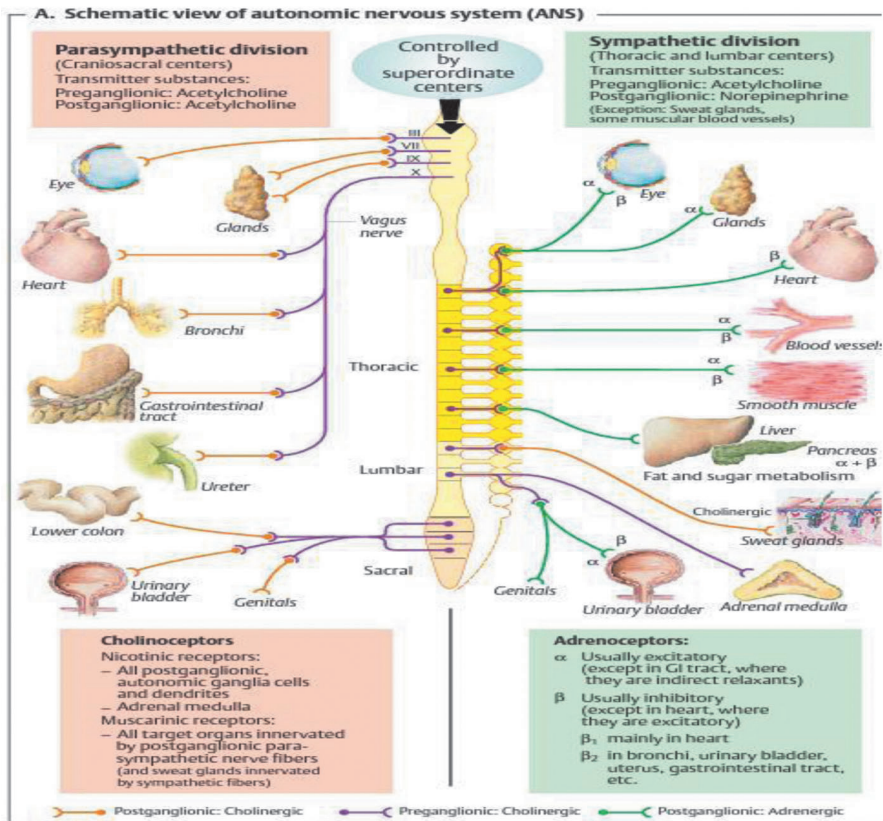 A. Schematic view of autonomic nervous system (ANS)
Parasympathetic division
(Craniosacral centers)
Transmitter substances:
Preganglionic: Acetylcholine
Postganglionic: Acetylcholine
Controlled
by
superordinate
centers
Sympathetic division
(Thoracic and lumbar centers)
Transmitter substances:
Preganglionic: Acetylcholine
Postganglionic: Norepinephrine
(Exception: Sweat glands,
some muscular blood vessels)
III
VII
IX
X
Eye
Glands
Vagus
nerve
Heart
Bronchi
Gastrointestinal
tract
Ureter
Lower colon
Urinary
bladder
Genitals
Thoracic
Lumbar
Sacral
α
β
Eye
α
Glands
β
Heart
α
β
Blood vessels
α
β
Smooth muscle
Liver
Pancreas
α + β
Fat and sugar metabolism
Cholinergic
Sweat glands
β
α
Genitals
Urinary bladder
Adrenal medulla
Cholinoceptors
Nicotinic receptors:
– All postganglionic,
autonomic ganglia cells
and dendrites
– Adrenal medulla
Muscarinic receptors:
– All target organs innervated
by postganglionic para-
sympathetic nerve fibers
(and sweat glands innervated
by sympathetic fibers)
Adrenoceptors:
α Usually excitatory
(except in GI tract, where
they are indirect relaxants)
β Usually inhibitory
(except in heart, where
they are excitatory)
β₁ mainly in heart
β₂ in bronchi, urinary bladder,
uterus, gastrointestinal tract,
etc.
Postganglionic: Cholinergic
Preganglionic: Cholinergic
Postganglionic: Adrenergic